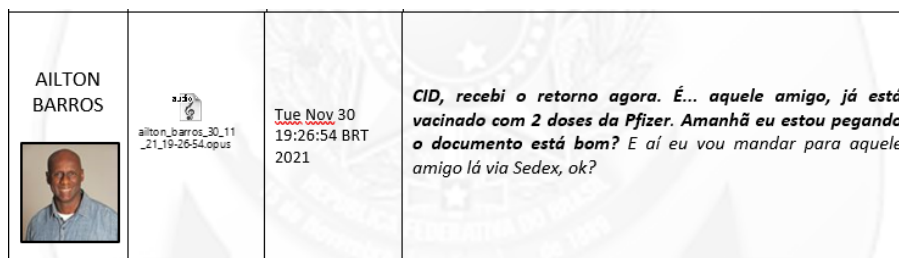 AILTON
BARROS
audio
ailton_barros_30_11
_21_19-26-54.opus
Tue Nov 30
19:26:54 BRT
2021
CID, recebi o retorno agora. É... aquele amigo, já está
vacinado com 2 doses da Pfizer. Amanhã eu estou pegando
o documento está bom? E aí eu vou mandar para aquele
amigo lá via Sedex, ok?